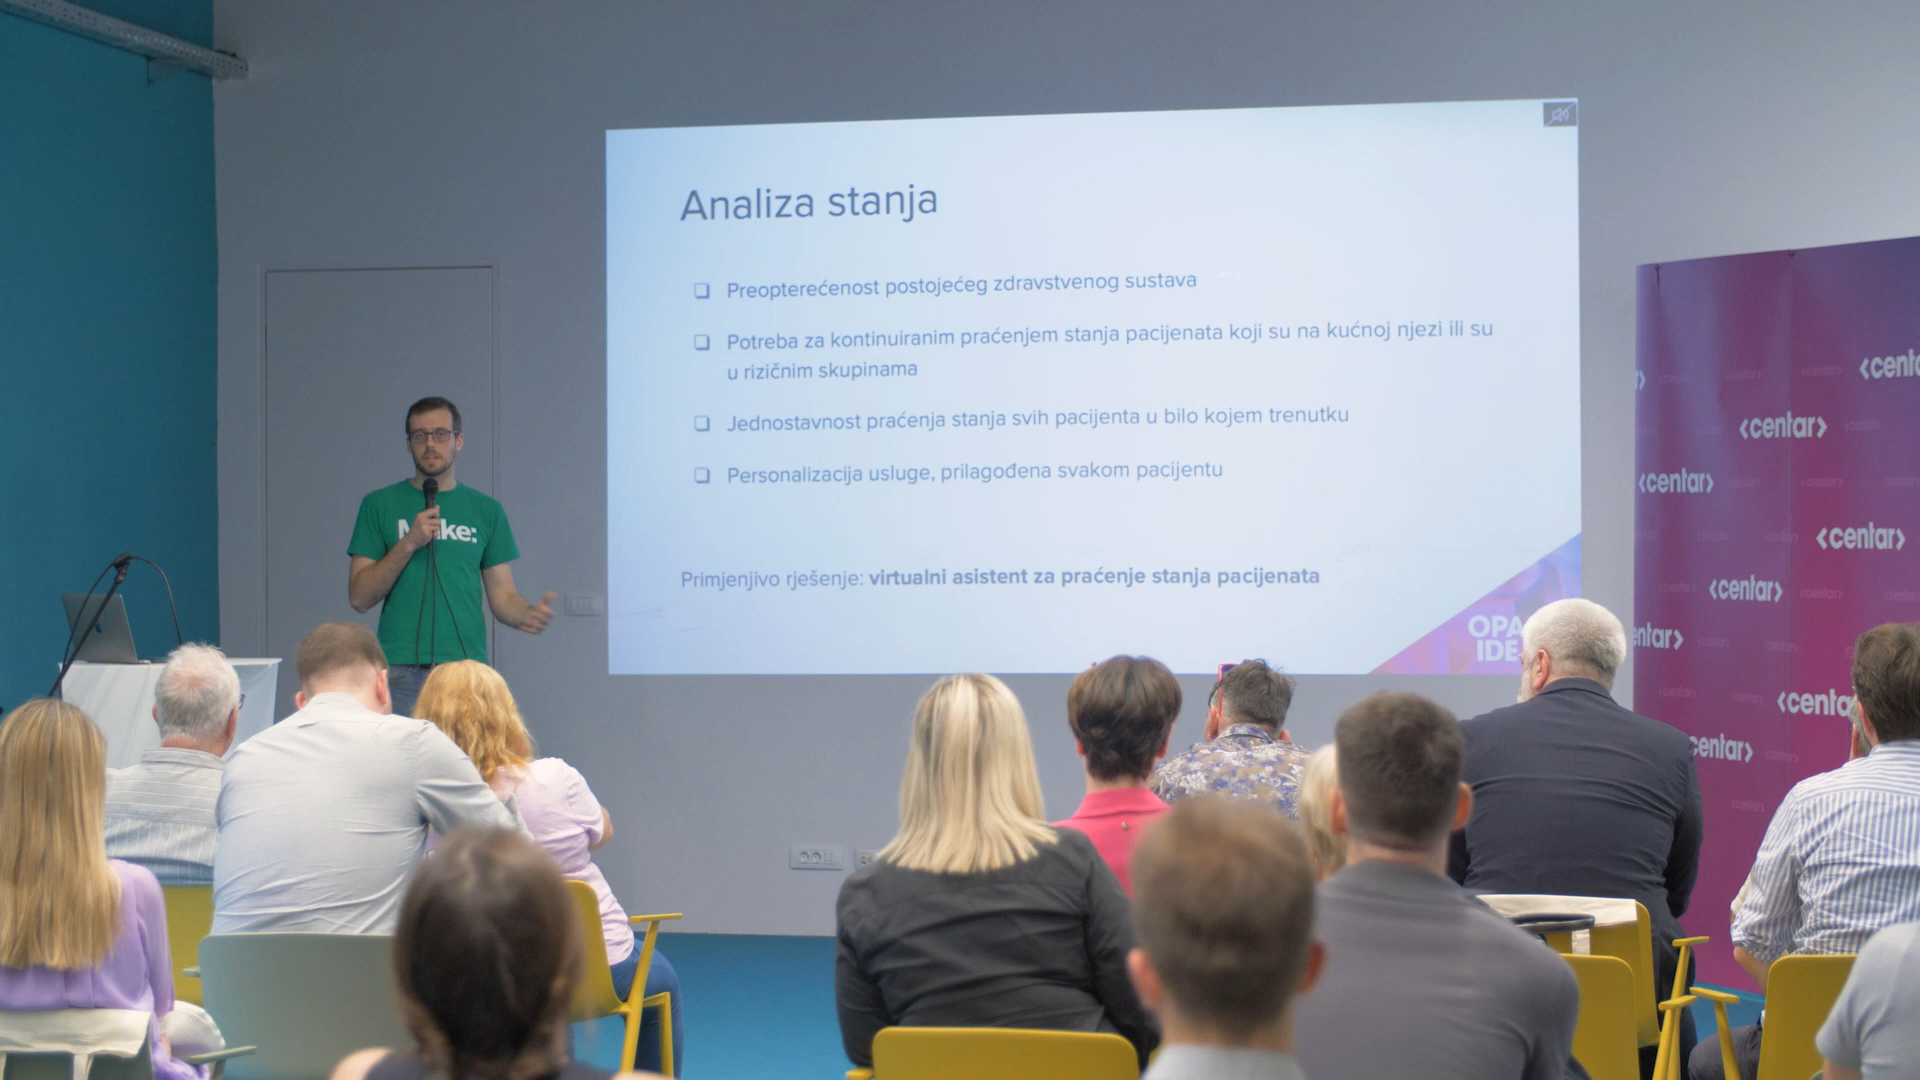 Analiza stanja
❏ Preopterećenost postojećeg zdravstvenog sustava
❏ Potreba za kontinuiranim praćenjem stanja pacijenata koji su na kućnoj njezi ili su
u rizičnim skupinama
❏ Jednostavnost praćenja stanja svih pacijenta u bilo kojem trenutku
❏ Personalizacija usluge, prilagođena svakom pacijentu
Primjenjivo rješenje: virtualni asistent za praćenje stanja pacijenata
OPA
IDE
<centar>
<centar>
<centar>
<centar>